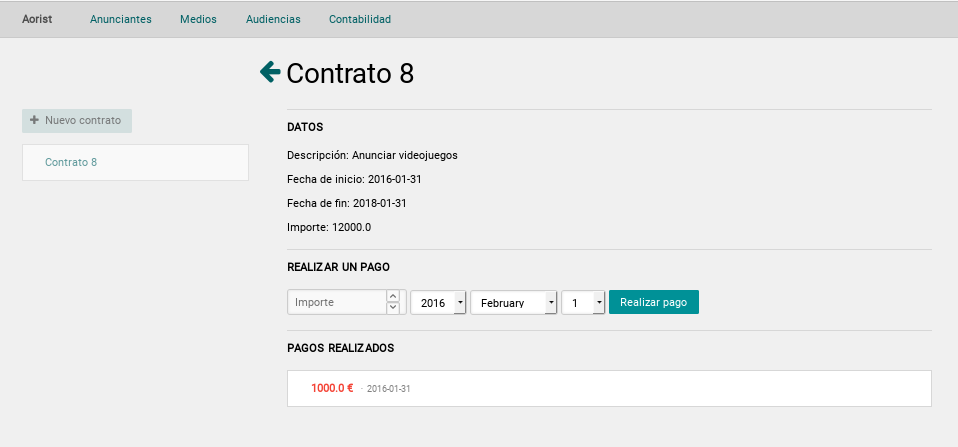 Aorist Anunciantes Medios Audiencias Contabilidad
Contrato 8
Nuevo contrato
Contrato 8
DATOS
Descripción: Anunciar videojuegos
Fecha de inicio: 2016-01-31
Fecha de fin: 2018-01-31
Importe: 12000.0
REALIZAR UN PAGO
Importe 2016 February 1 Realizar pago
PAGOS REALIZADOS
1000.0 € · 2016-01-31